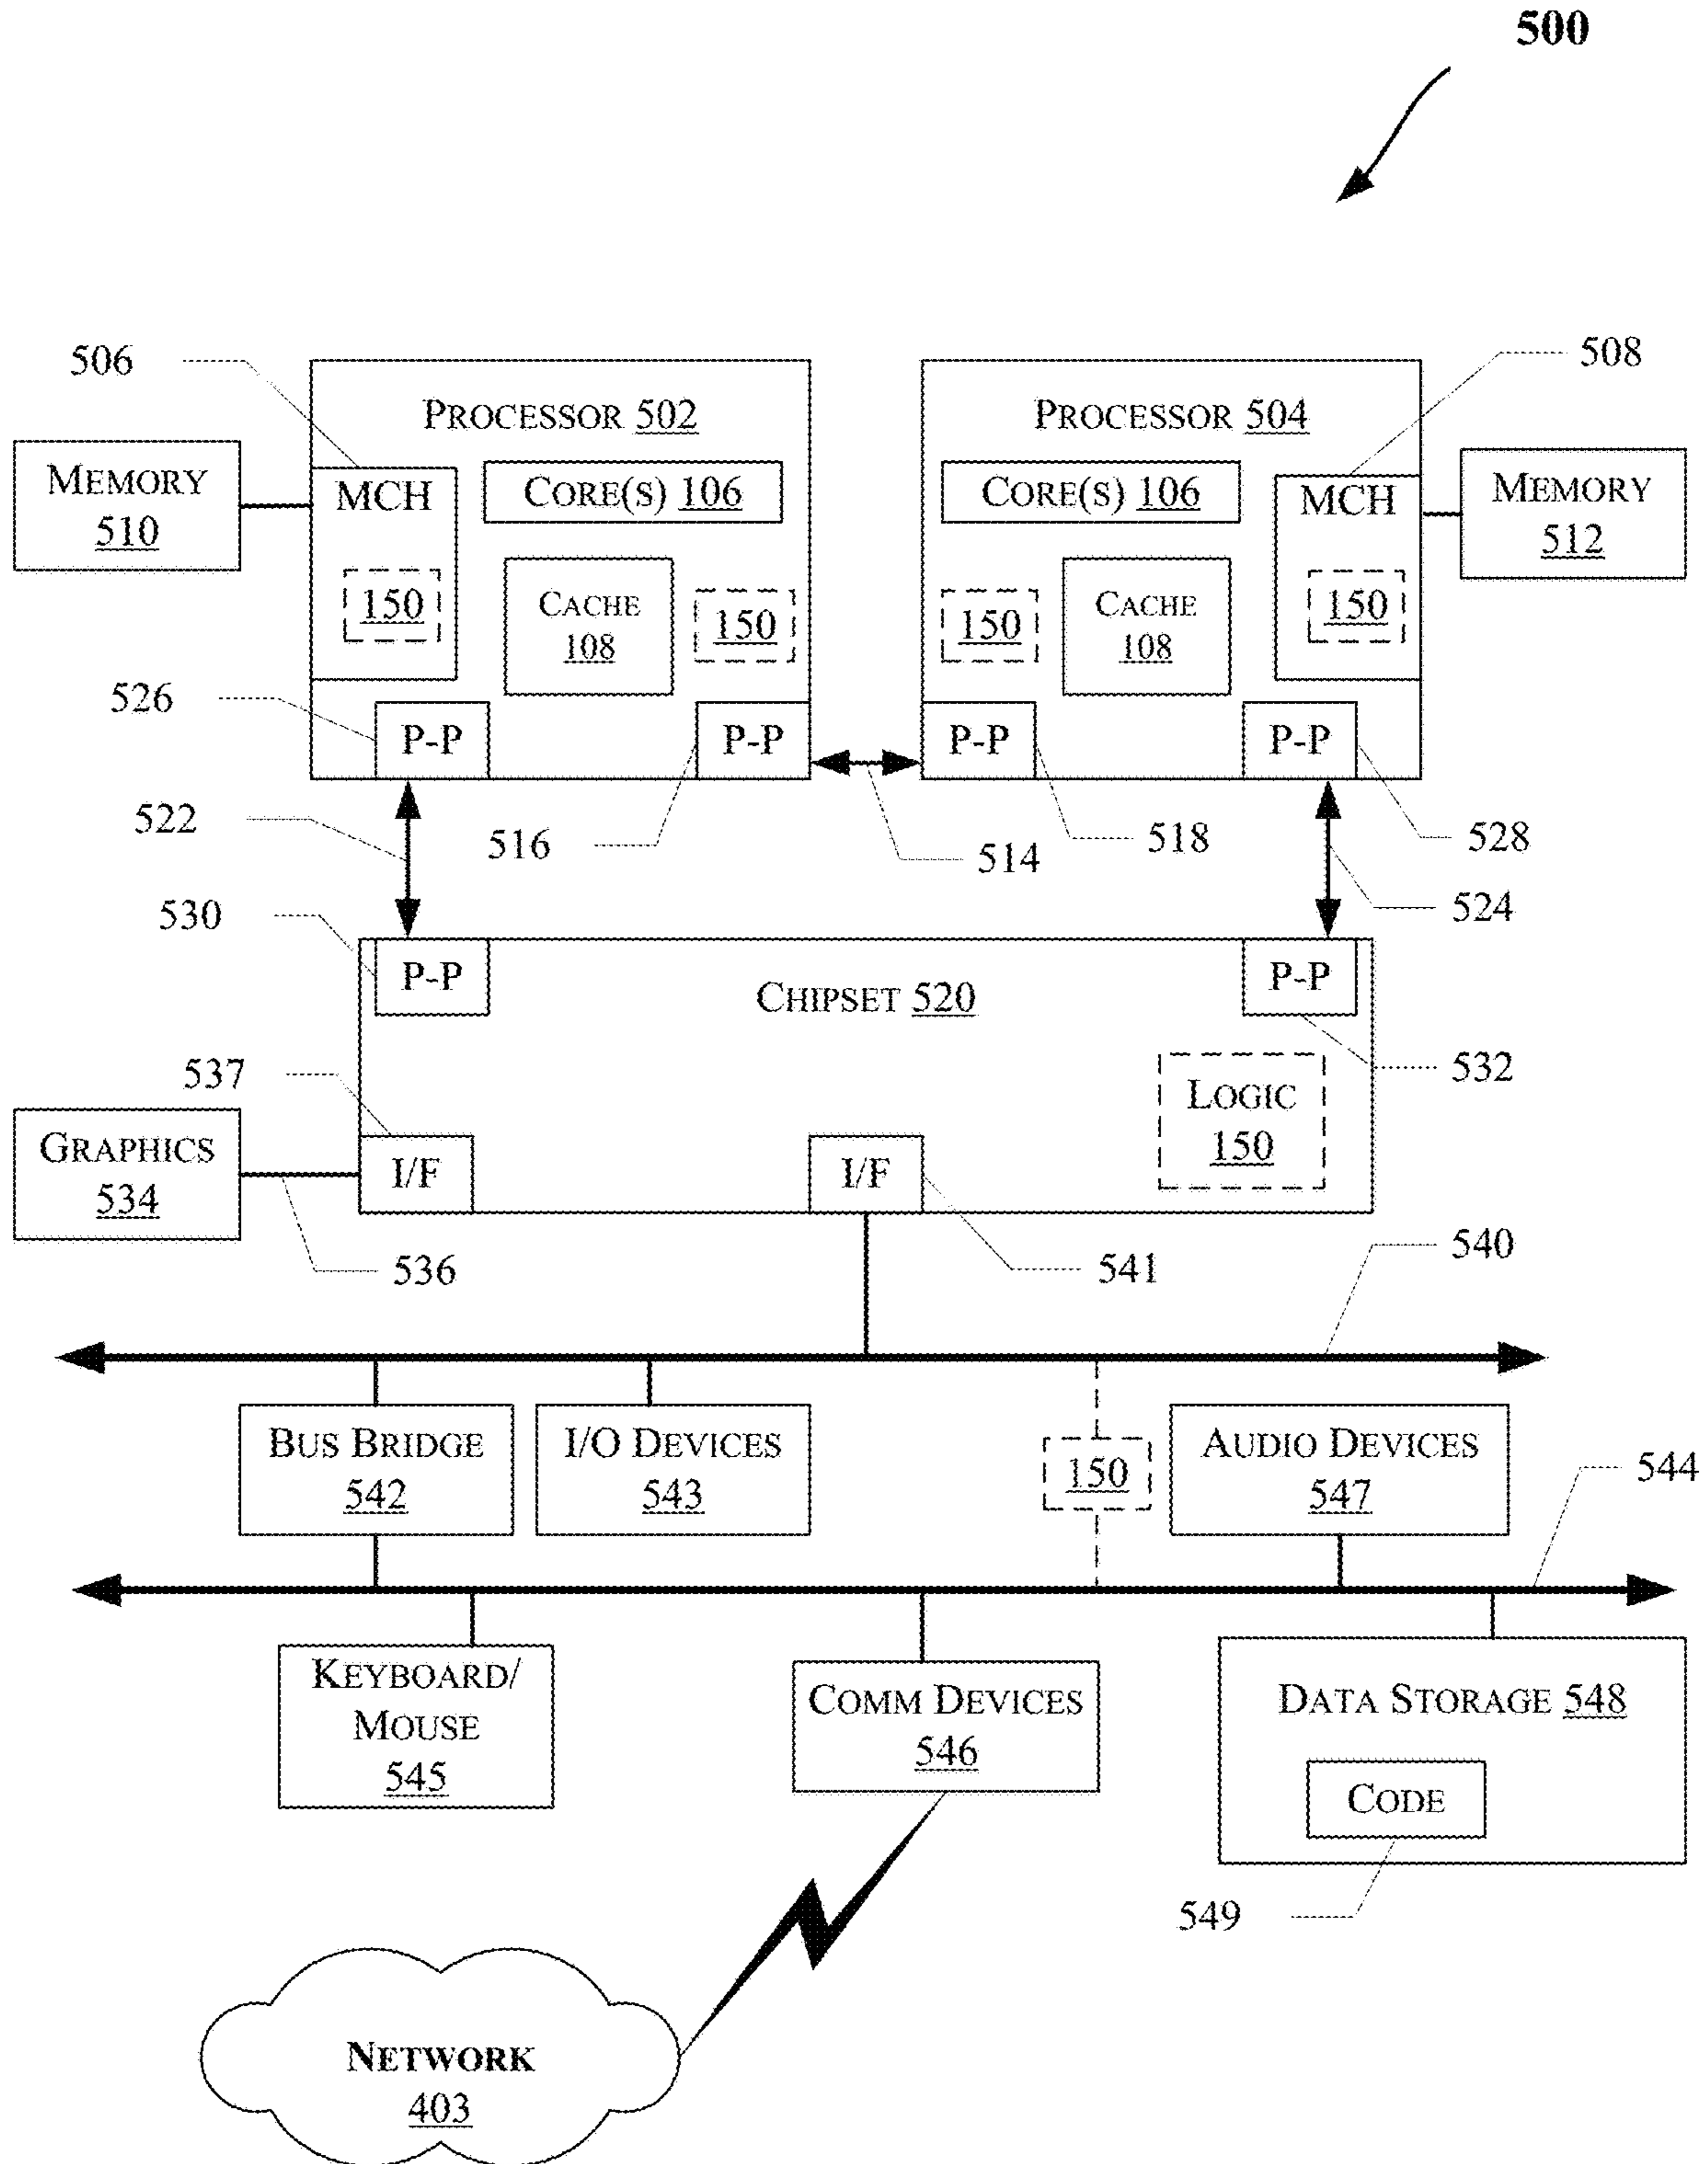 500
506
508
PROCESSOR 502
PROCESSOR 504
MEMORY
510
MCH
CORE(S) 106
CORE(S) 106
MCH
MEMORY
512
150
CACHE
108
150
150
CACHE
108
150
526
P-P
P-P
P-P
P-P
522
516
514
518
528
530
524
P-P
CHIPSET 520
P-P
537
532
LOGIC
150
GRAPHICS
534
I/F
I/F
536
541
540
BUS BRIDGE
542
I/O DEVICES
543
150
AUDIO DEVICES
547
544
KEYBOARD/
MOUSE
545
COMM DEVICES
546
DATA STORAGE 548
CODE
549
NETWORK
403